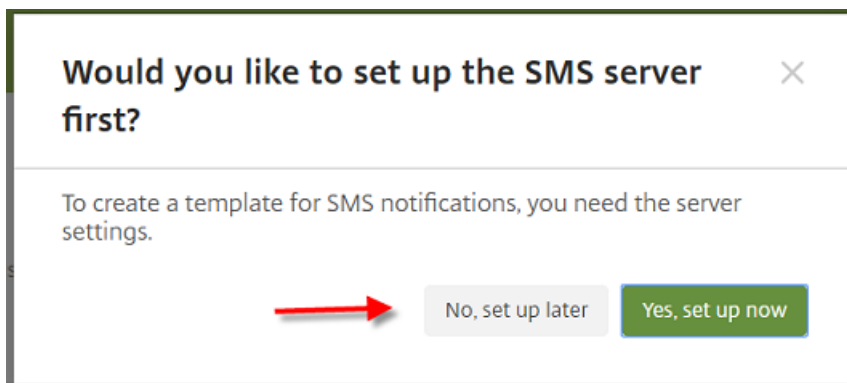 Would you like to set up the SMS server
first?
To create a template for SMS notifications, you need the server
settings.
No, set up later
Yes, set up now